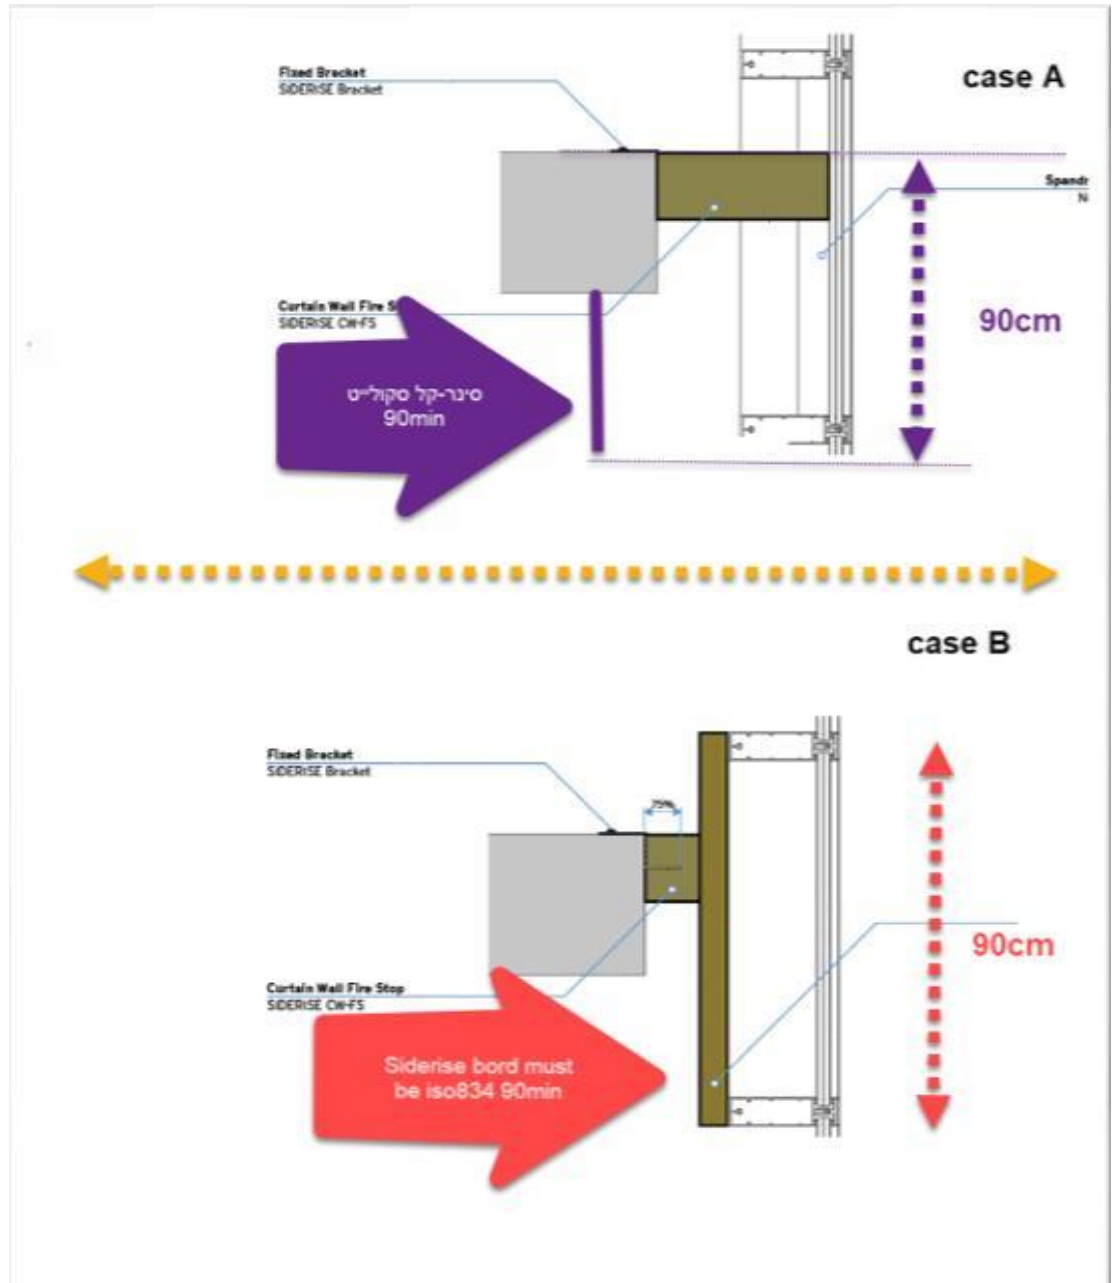 case A
Fixed Bracket
SIDERISE Bracket
Spandr
N
Curtain Wall Fire S
SIDERISE CW-FS
90cm
סינר-קל סקולייט
90min
case B
Fixed Bracket
SIDERISE Bracket
75%
90cm
Curtain Wall Fire Stop
SIDERISE CW-FS
Siderise bord must
be iso834 90min